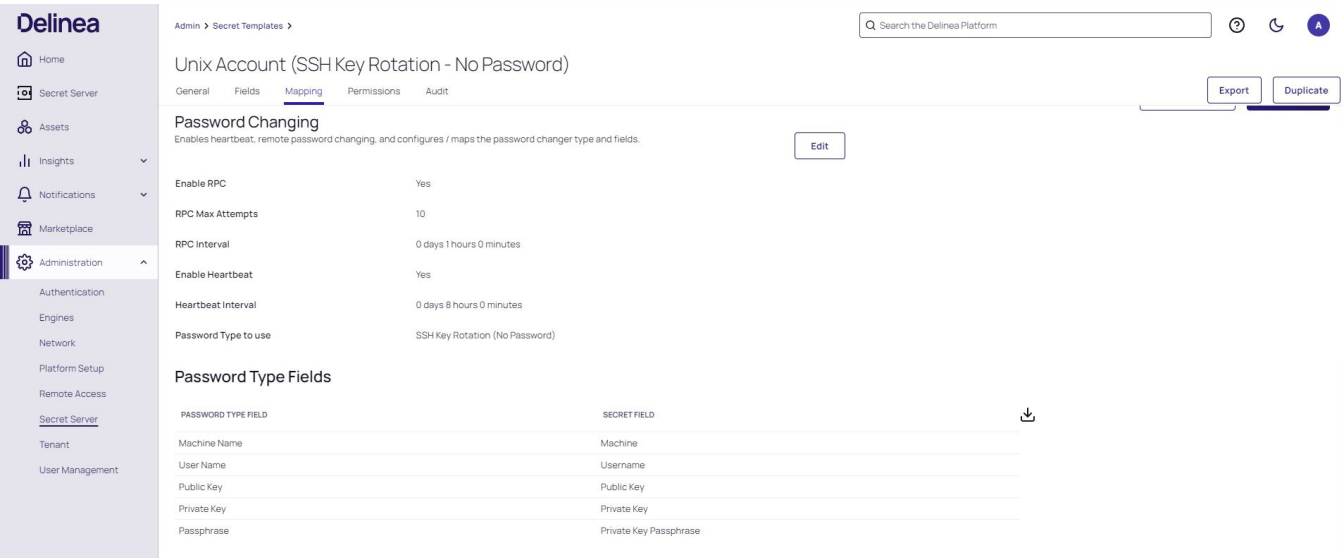 Delinea
Home
Secret Server
Assets
Insights
Notifications
Marketplace
Administration
Authentication
Engines
Network
Platform Setup
Remote Access
Secret Server
Tenant
User Management
Admin > Secret Templates >
Search the Delinea Platform
A
Unix Account (SSH Key Rotation - No Password)
General Fields Mapping Permissions Audit
Export Duplicate
Password Changing
Enables heartbeat, remote password changing, and configures / maps the password changer type and fields.
Edit
Enable RPC Yes
RPC Max Attempts 10
RPC Interval 0 days 1 hours 0 minutes
Enable Heartbeat Yes
Heartbeat Interval 0 days 8 hours 0 minutes
Password Type to use SSH Key Rotation (No Password)
Password Type Fields
PASSWORD TYPE FIELD SECRET FIELD
Machine Name Machine
User Name Username
Public Key Public Key
Private Key Private Key
Passphrase Private Key Passphrase